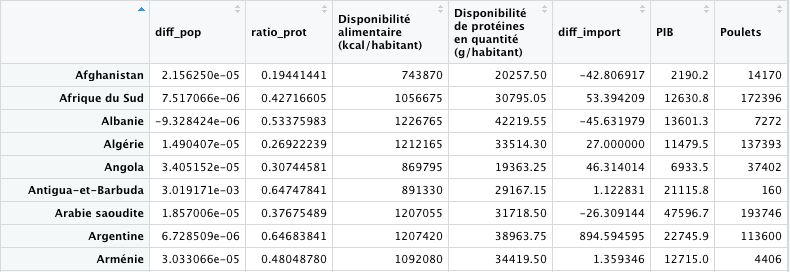 diff_pop ratio_prot Disponibilité alimentaire (kcal/habitant) Disponibilité de protéines en quantité (g/habitant) diff_import PIB Poulets
Afghanistan 2.156250e-05 0.19441441 743870 20257.50 -42.806917 2190.2 14170
Afrique du Sud 7.517066e-06 0.42716605 1056675 30795.05 53.394209 12630.8 172396
Albanie -9.328424e-06 0.53375983 1226765 42219.55 -45.631979 13601.3 7272
Algérie 1.490407e-05 0.26922239 1212165 33514.30 27.000000 11479.5 137393
Angola 3.405152e-05 0.30744581 869795 19363.25 46.314014 6933.5 37402
Antigua-et-Barbuda 3.019171e-03 0.64747841 891330 29167.15 1.122831 21115.8 160
Arabie saoudite 1.857006e-05 0.37675489 1207055 31718.50 -26.309144 47596.7 193746
Argentine 6.728509e-06 0.64683841 1207420 38963.75 894.594595 22745.9 113600
Arménie 3.033066e-05 0.48048780 1092080 34419.50 1.359346 12715.0 4406